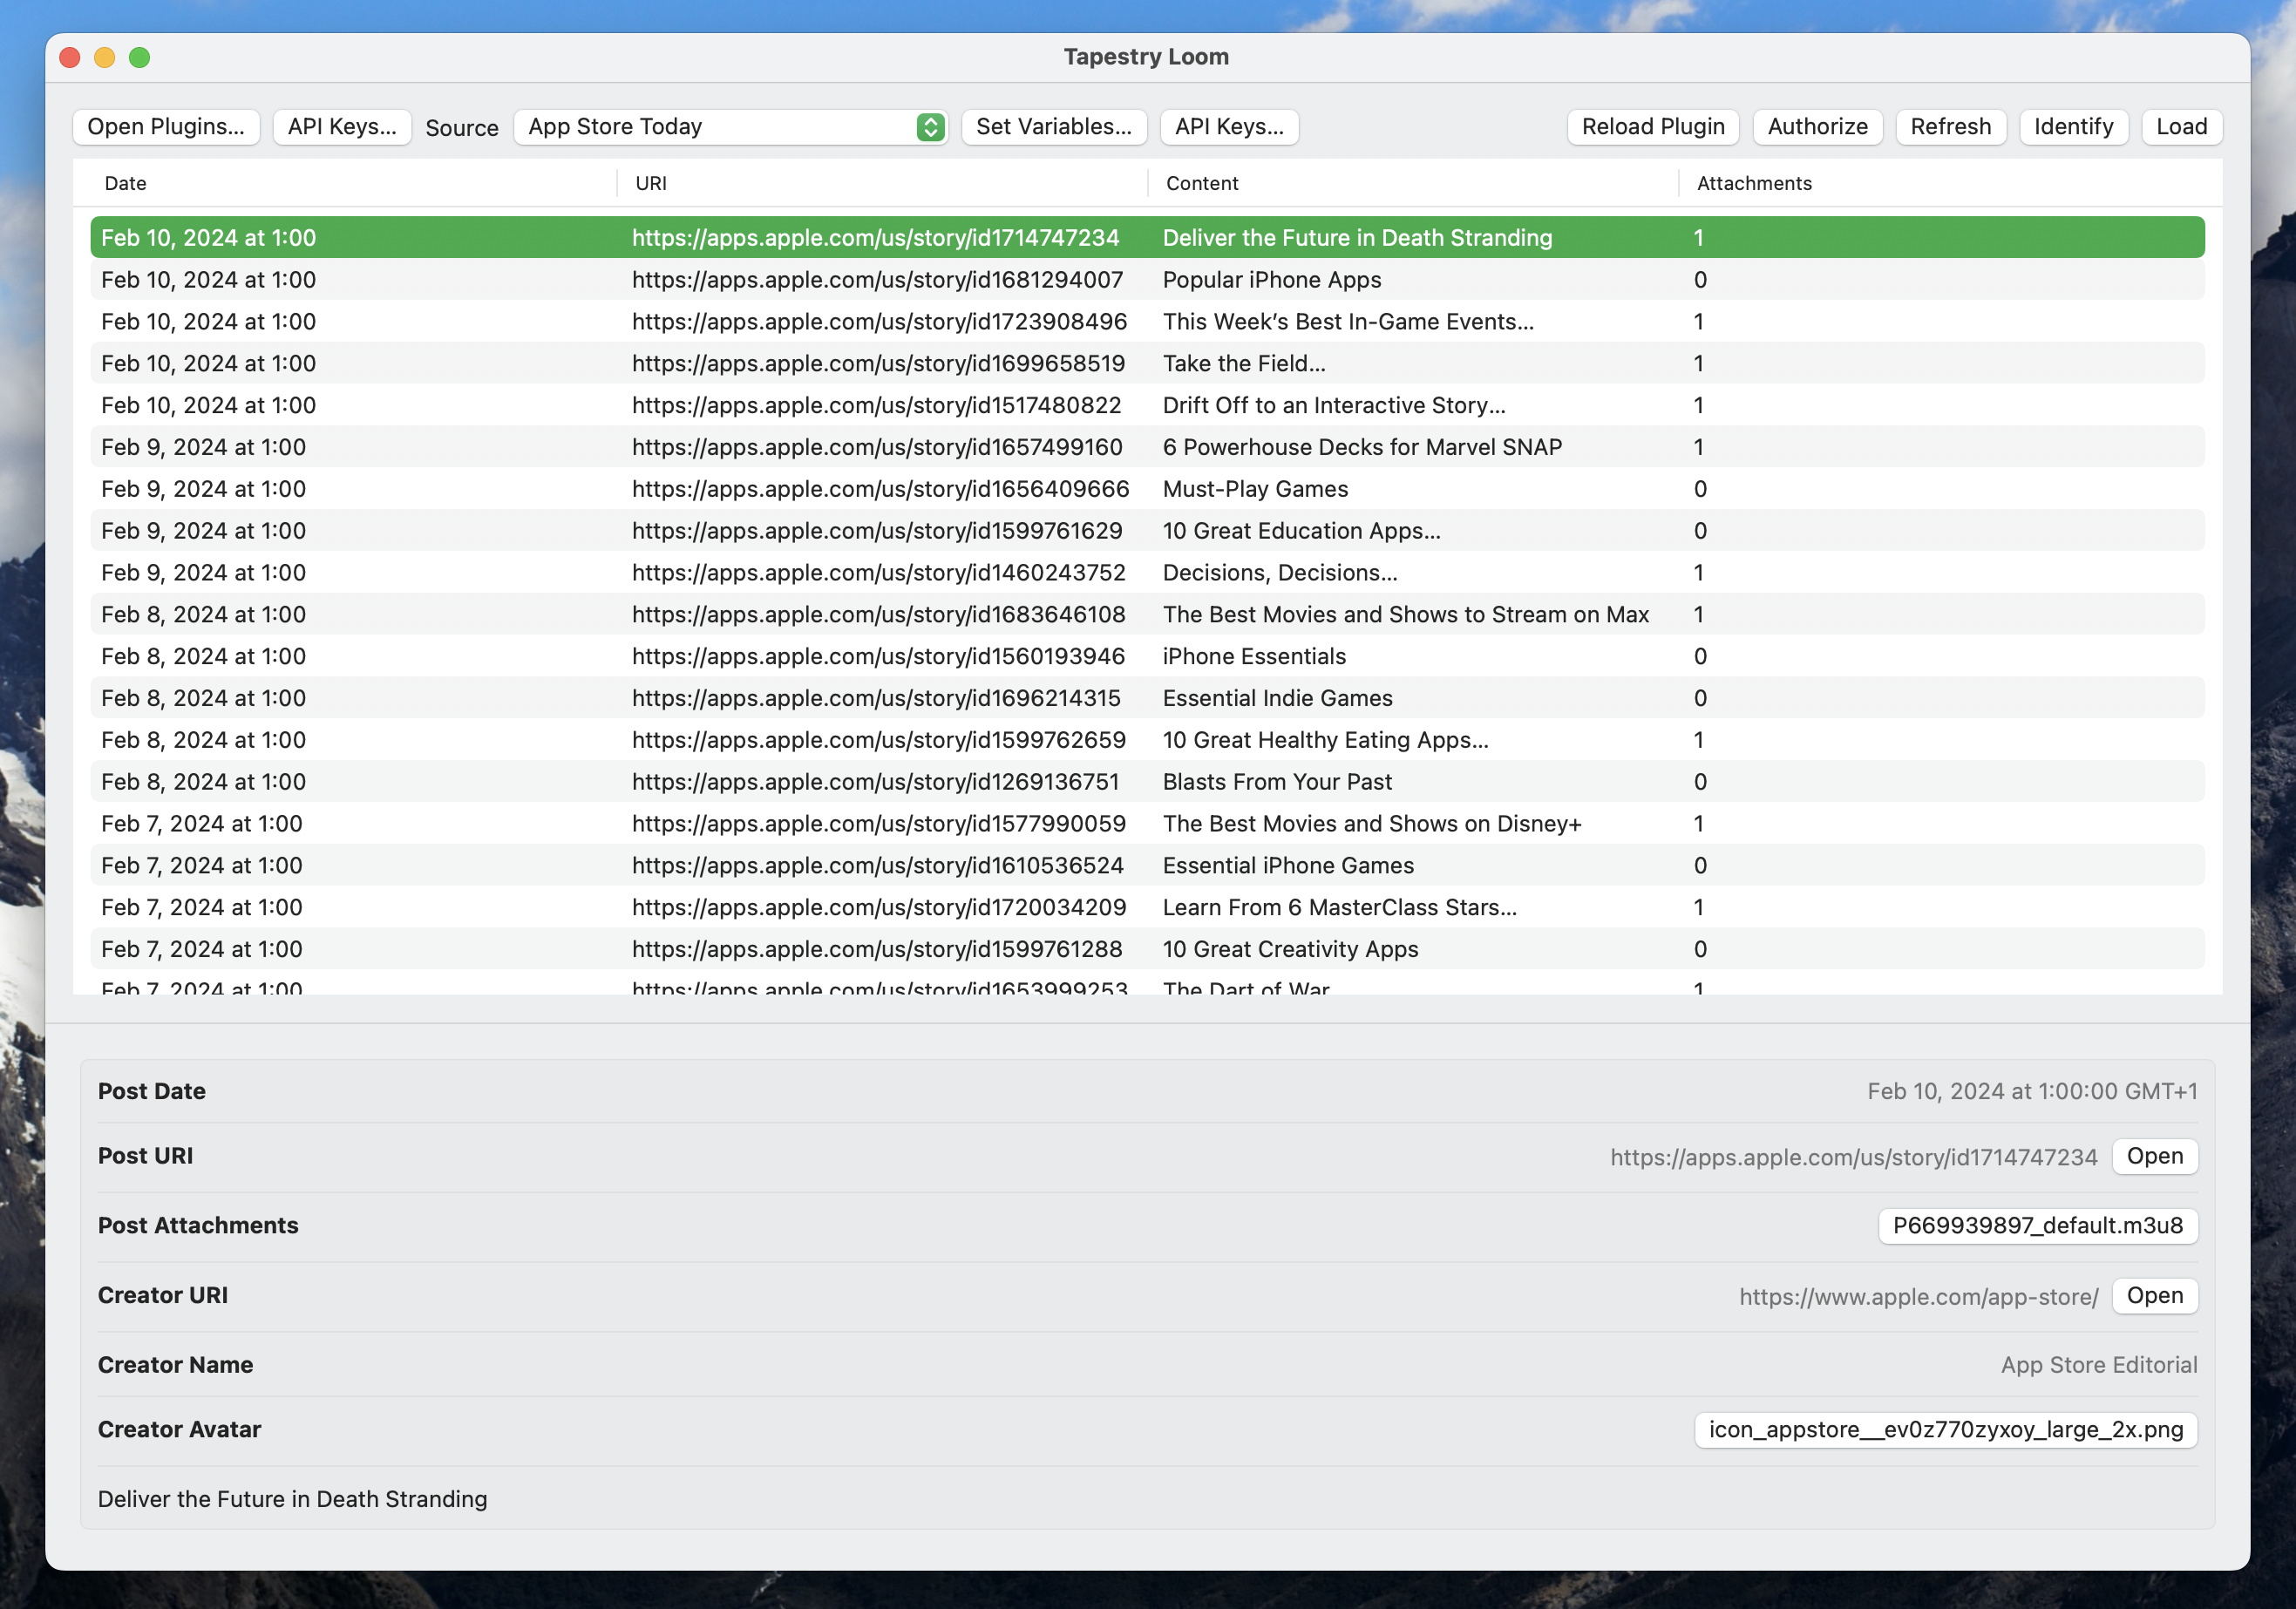 Tapestry Loom
Open Plugins... API Keys... Source App Store Today Set Variables... API Keys... Reload Plugin Authorize Refresh Identify Load
Date URI Content Attachments
Feb 10, 2024 at 1:00 https://apps.apple.com/us/story/id1714747234 Deliver the Future in Death Stranding 1
Feb 10, 2024 at 1:00 https://apps.apple.com/us/story/id1681294007 Popular iPhone Apps 0
Feb 10, 2024 at 1:00 https://apps.apple.com/us/story/id1723908496 This Week’s Best In-Game Events... 1
Feb 10, 2024 at 1:00 https://apps.apple.com/us/story/id1699658519 Take the Field... 1
Feb 10, 2024 at 1:00 https://apps.apple.com/us/story/id1517480822 Drift Off to an Interactive Story... 1
Feb 9, 2024 at 1:00 https://apps.apple.com/us/story/id1657499160 6 Powerhouse Decks for Marvel SNAP 1
Feb 9, 2024 at 1:00 https://apps.apple.com/us/story/id1656409666 Must-Play Games 0
Feb 9, 2024 at 1:00 https://apps.apple.com/us/story/id1599761629 10 Great Education Apps... 0
Feb 9, 2024 at 1:00 https://apps.apple.com/us/story/id1460243752 Decisions, Decisions... 1
Feb 8, 2024 at 1:00 https://apps.apple.com/us/story/id1683646108 The Best Movies and Shows to Stream on Max 1
Feb 8, 2024 at 1:00 https://apps.apple.com/us/story/id1560193946 iPhone Essentials 0
Feb 8, 2024 at 1:00 https://apps.apple.com/us/story/id1696214315 Essential Indie Games 0
Feb 8, 2024 at 1:00 https://apps.apple.com/us/story/id1599762659 10 Great Healthy Eating Apps... 1
Feb 8, 2024 at 1:00 https://apps.apple.com/us/story/id1269136751 Blasts From Your Past 0
Feb 7, 2024 at 1:00 https://apps.apple.com/us/story/id1577990059 The Best Movies and Shows on Disney+ 1
Feb 7, 2024 at 1:00 https://apps.apple.com/us/story/id1610536524 Essential iPhone Games 0
Feb 7, 2024 at 1:00 https://apps.apple.com/us/story/id1720034209 Learn From 6 MasterClass Stars... 1
Feb 7, 2024 at 1:00 https://apps.apple.com/us/story/id1599761288 10 Great Creativity Apps 0
Feb 7, 2024 at 1:00 https://apps.apple.com/us/story/id1653999253 The Dart of War 1
Post Date Feb 10, 2024 at 1:00:00 GMT+1
Post URI https://apps.apple.com/us/story/id1714747234 Open
Post Attachments P669939897_default.m3u8
Creator URI https://www.apple.com/app-store/ Open
Creator Name App Store Editorial
Creator Avatar icon_appstore__ev0z770zyxoy_large_2x.png
Deliver the Future in Death Stranding